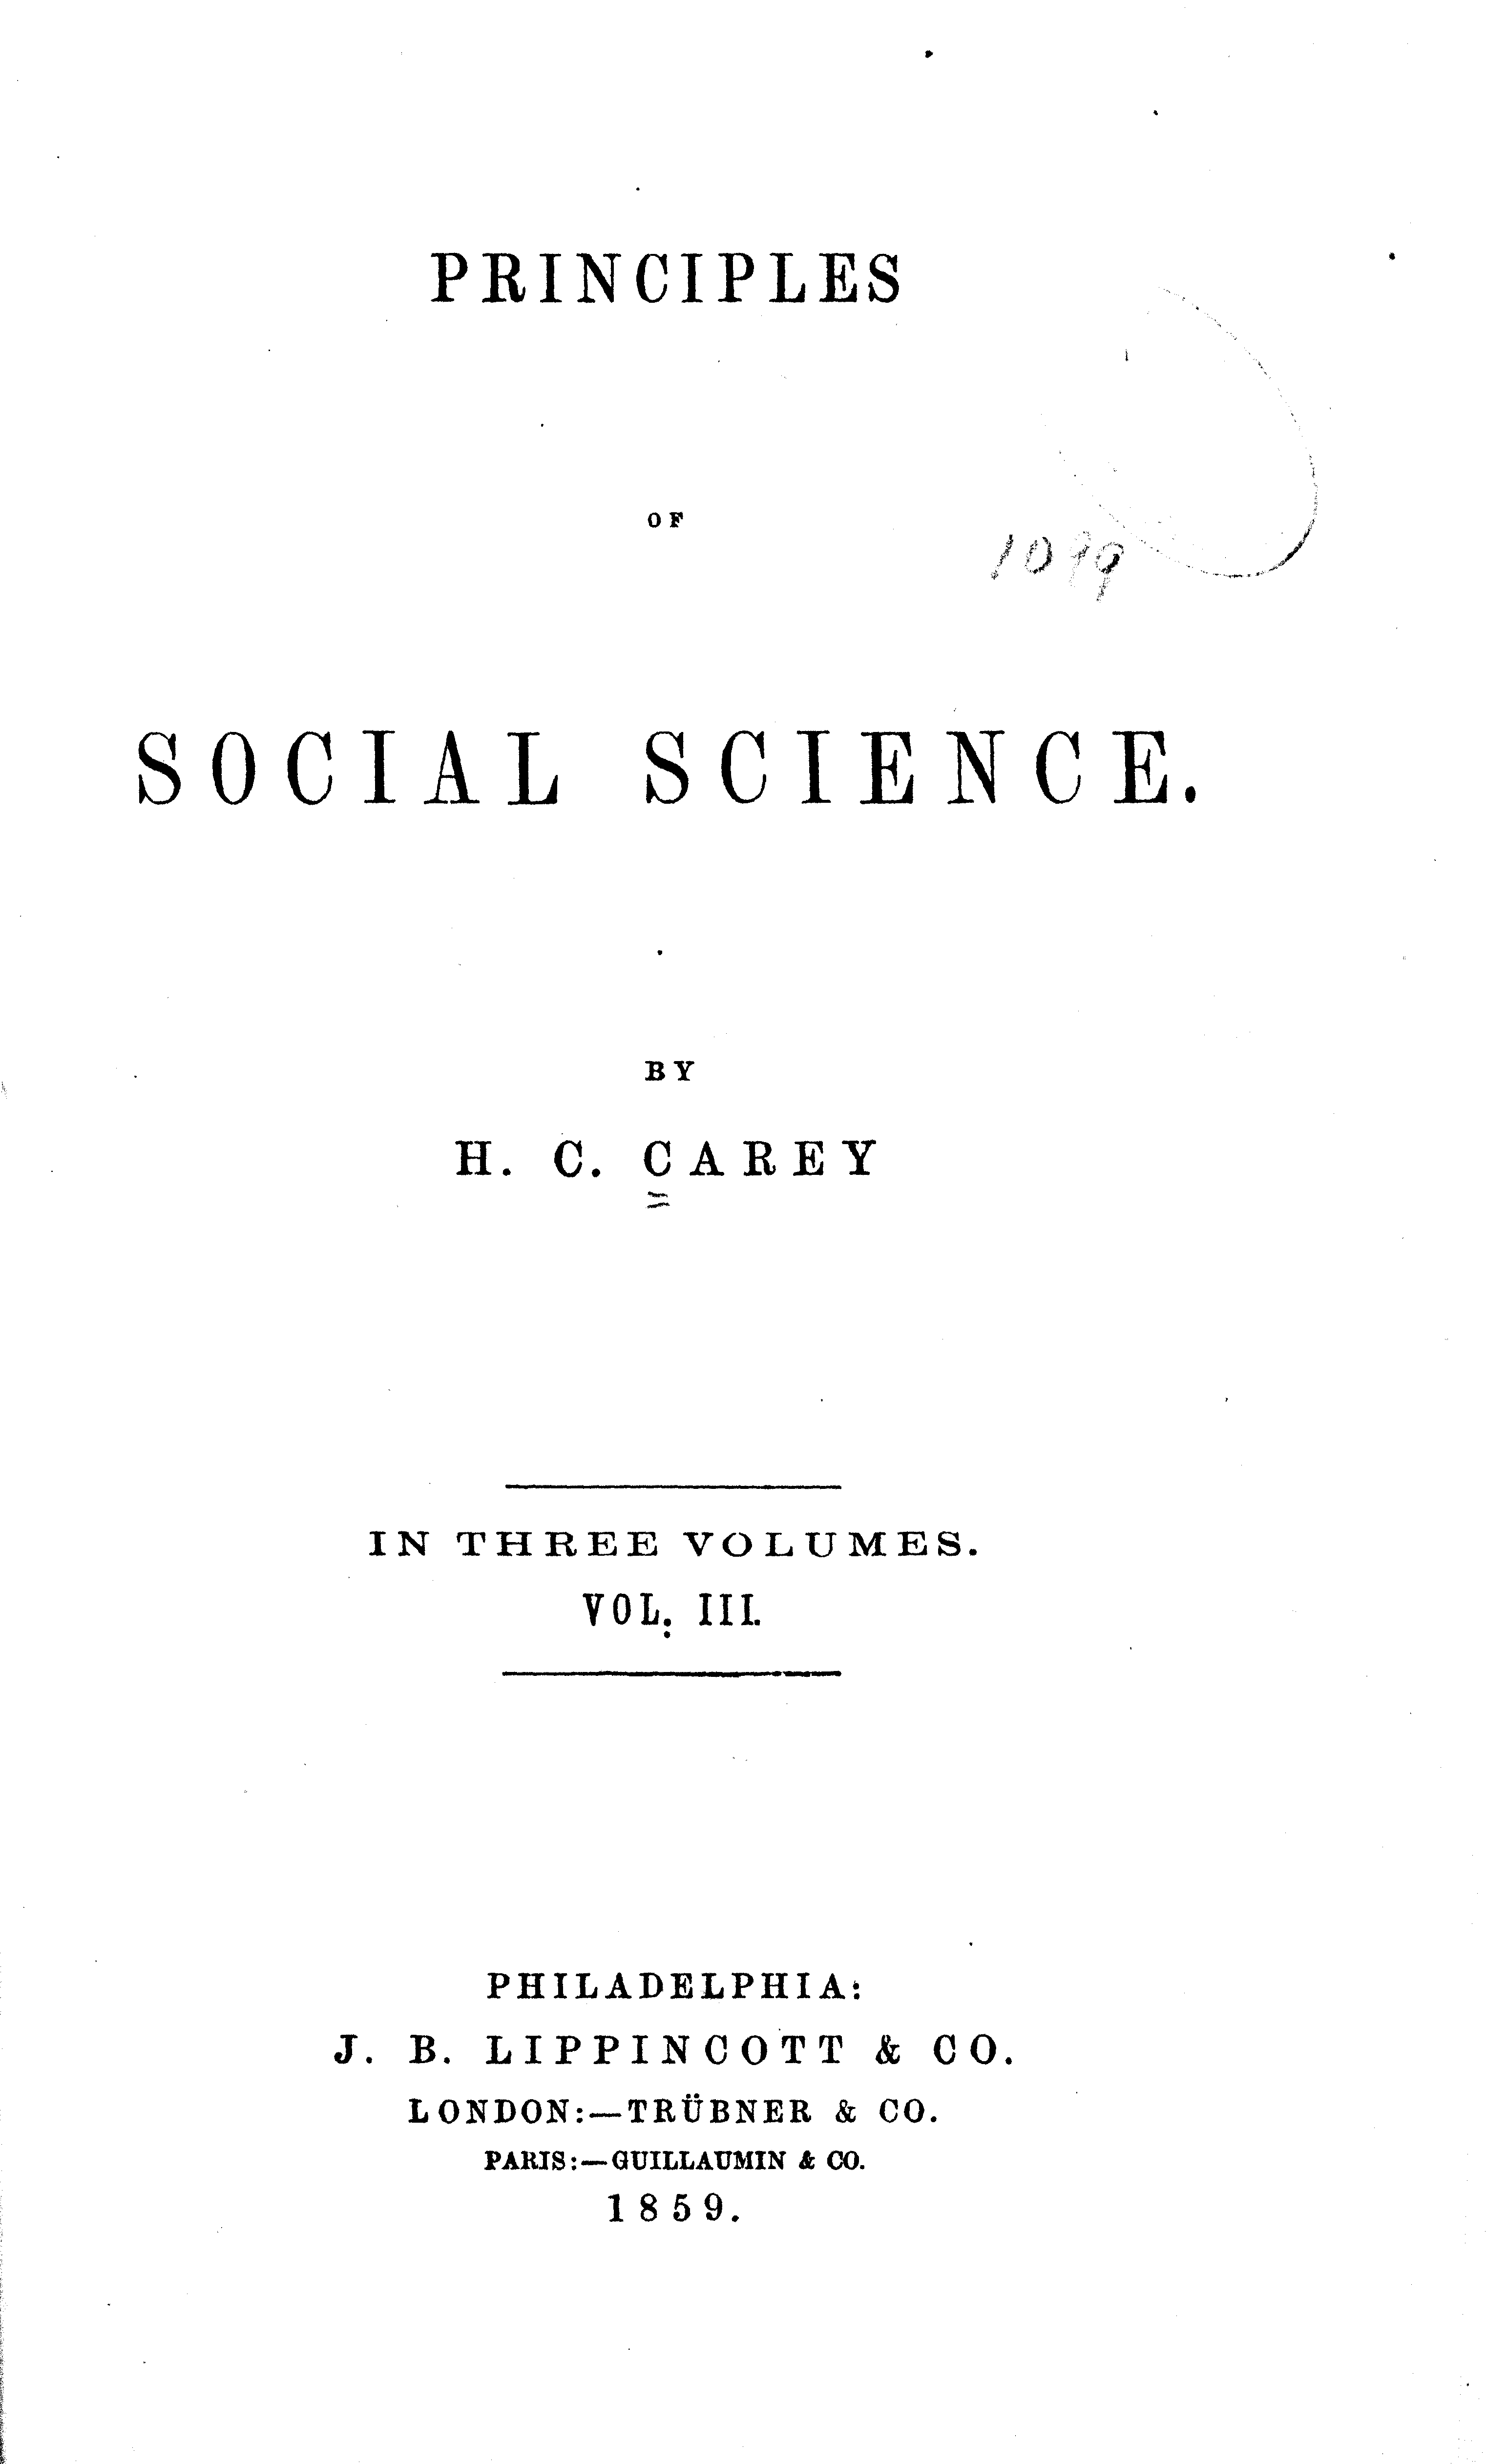 PRINCIPLES
OF
SOCIAL SCIENCE.
BY
H. C. CAREY
IN THREE VOLUMES.
VOL. III.
PHILADELPHIA:
J. B. LIPPINCOTT & CO.
LONDON:—TRÜBNER & CO.
PARIS:—GUILLAUMIN & CO.
1859.